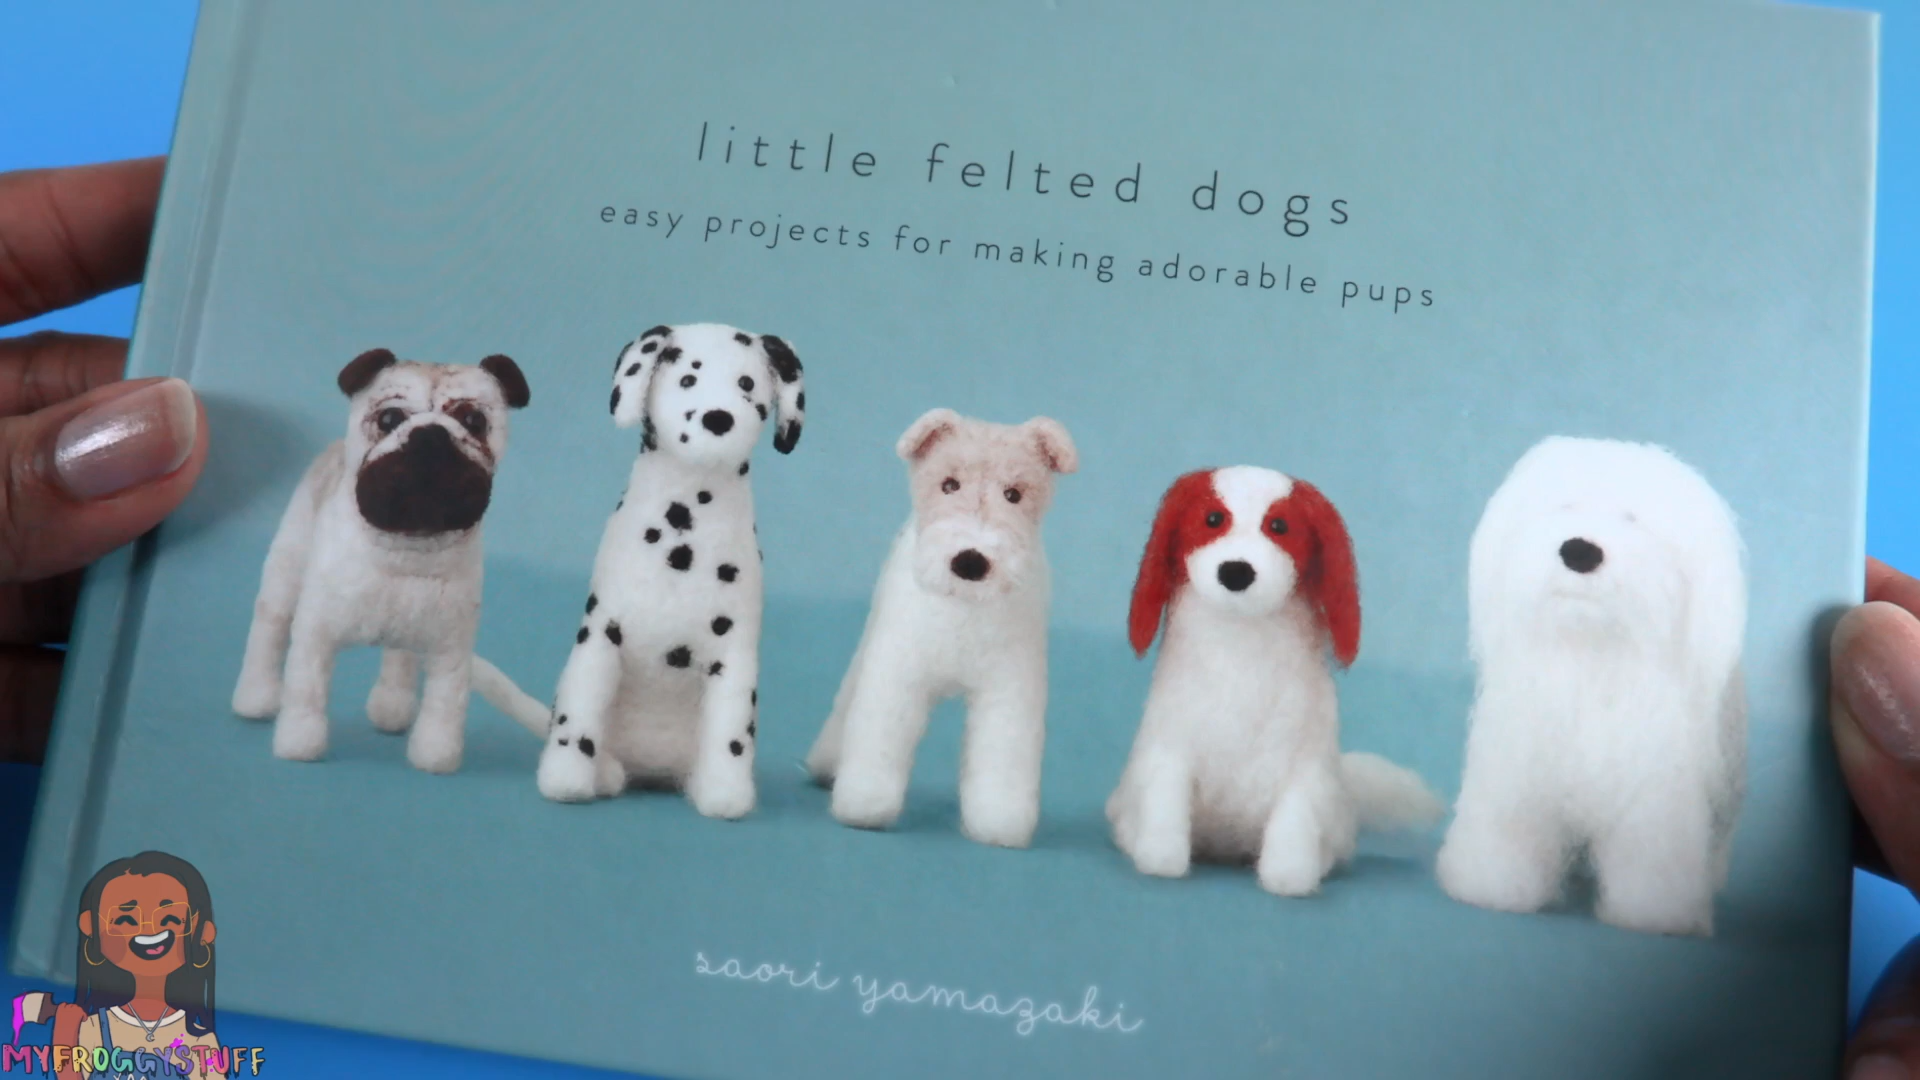 little felted dogs
easy projects for making adorable pups
saori yamazaki
MYFROGGYSTUFF